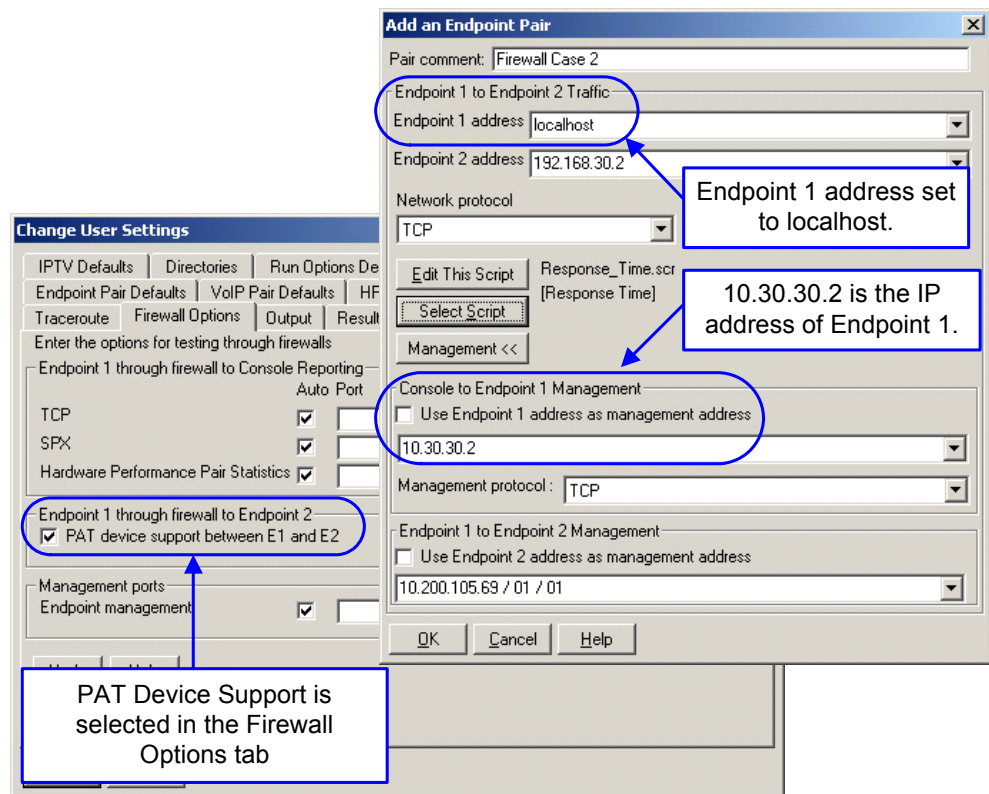 Add an Endpoint Pair
Pair comment: Firewall Case 2
Endpoint 1 to Endpoint 2 Traffic
Endpoint 1 address localhost
Endpoint 2 address 192.168.30.2
Endpoint 1 address set
to localhost.
Network protocol
TCP
Edit This Script
Response_Time.scr
[Response Time]
Select Script
10.30.30.2 is the IP
address of Endpoint 1.
Management <<
Console to Endpoint 1 Management
Use Endpoint 1 address as management address
10.30.30.2
Management protocol : TCP
Endpoint 1 to Endpoint 2 Management
Use Endpoint 2 address as management address
10.200.105.69 / 01 / 01
OK Cancel Help
Change User Settings
IPTV Defaults Directories Run Options De
Endpoint Pair Defaults VoIP Pair Defaults
Traceroute Firewall Options Output Result
Enter the options for testing through firewalls
Endpoint 1 through firewall to Console Reporting
Auto Port
TCP
SPX
Hardware Performance Pair Statistics
Endpoint 1 through firewall to Endpoint 2
PAT device support between E1 and E2
Management ports
Endpoint management
PAT Device Support is
selected in the Firewall
Options tab